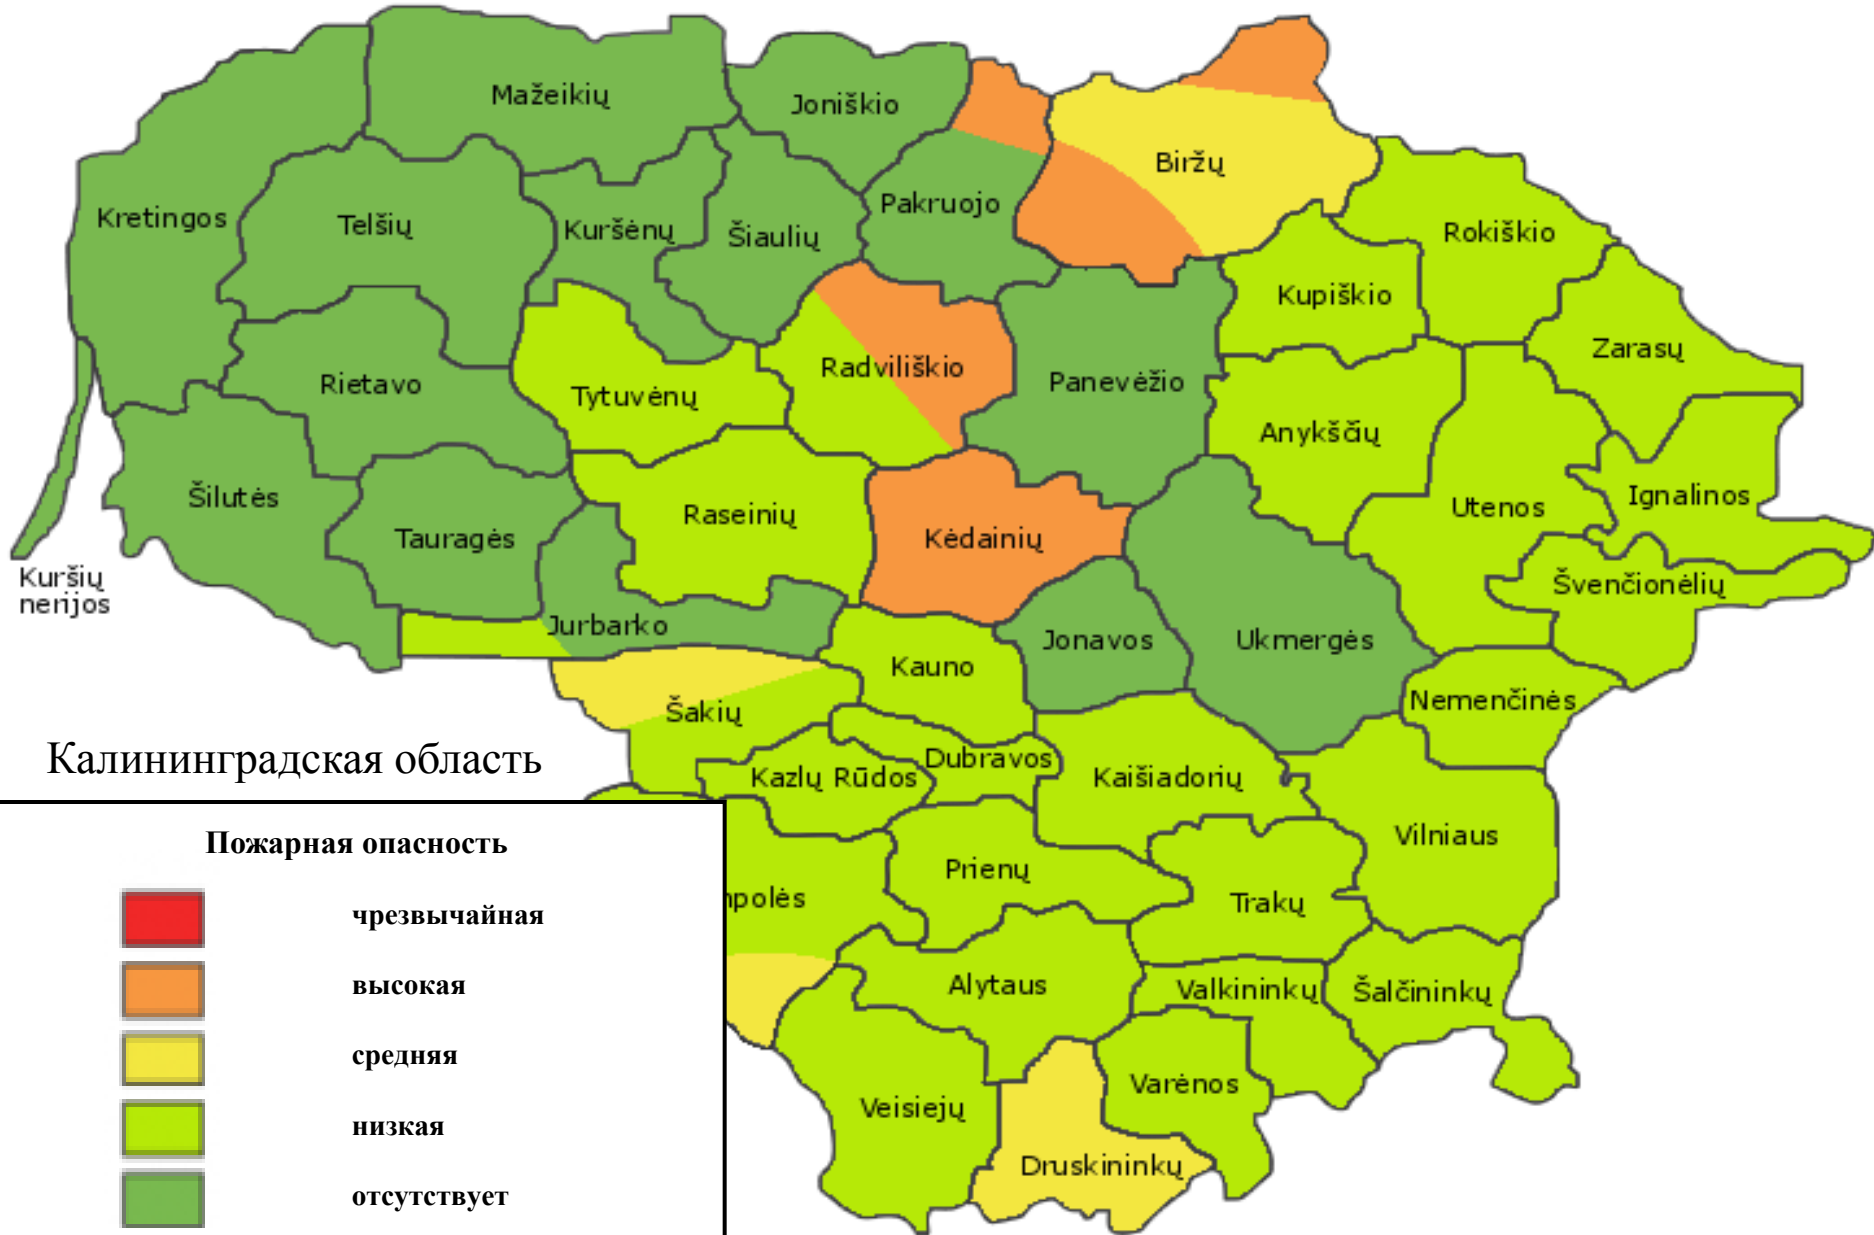 Mažeikių
Joniškio
Biržų
Kretingos
Telšių
Kuršėnų
Šiaulių
Pakruojo
Rokiškio
Kupiškio
Zarasų
Rietavo
Tytuvėnų
Radviliškio
Panevėžio
Anykščių
Šilutės
Tauragės
Raseinių
Kėdainių
Utenos
Ignalinos
Kuršių
nerijos
Švenčionėlių
Jurbarko
Kauno
Jonavos
Ukmergės
Šakių
Nemenčinės
Калининградская область
Kazlų Rūdos
Dubravos
Kaišiadorių
Vilniaus
Prienų
Trakų
Пожарная опасность
чрезвычайная
высокая
средняя
низкая
отсутствует
polės
Alytaus
Valkininkų
Šalčininkų
Veisiejų
Varėnos
Druskininkų